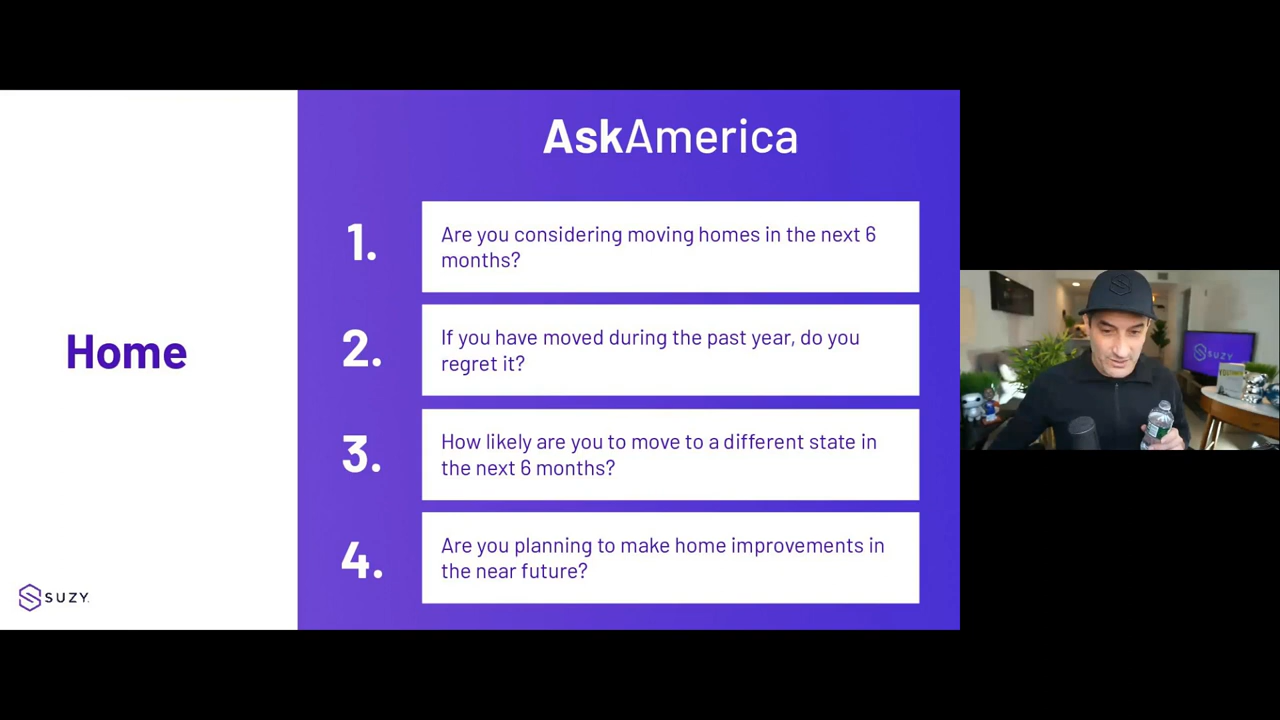 AskAmerica
Home
1.
Are you considering moving homes in the next 6
months?
2.
If you have moved during the past year, do you
regret it?
3.
How likely are you to move to a different state in
the next 6 months?
4.
Are you planning to make home improvements in
the near future?
SUZY
SUZY